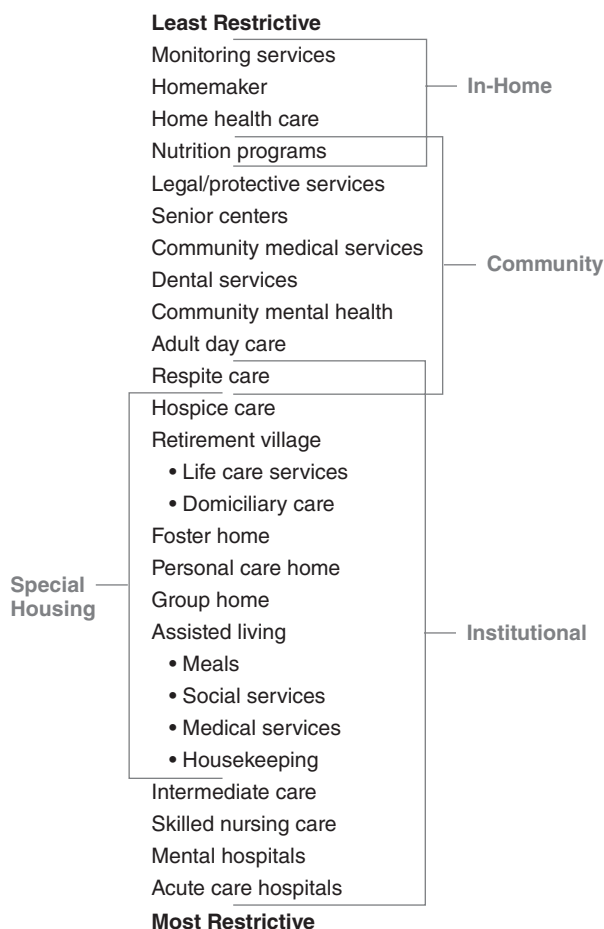 Least Restrictive
Monitoring services
Homemaker
In-Home
Home health care
Nutrition programs
Legal/protective services
Senior centers
Community medical services
Community
Dental services
Community mental health
Adult day care
Respite care
Hospice care
Retirement village
• Life care services
• Domiciliary care
Foster home
Personal care home
Special
Housing
Group home
Assisted living
Institutional
• Meals
• Social services
• Medical services
• Housekeeping
Intermediate care
Skilled nursing care
Mental hospitals
Acute care hospitals
Most Restrictive